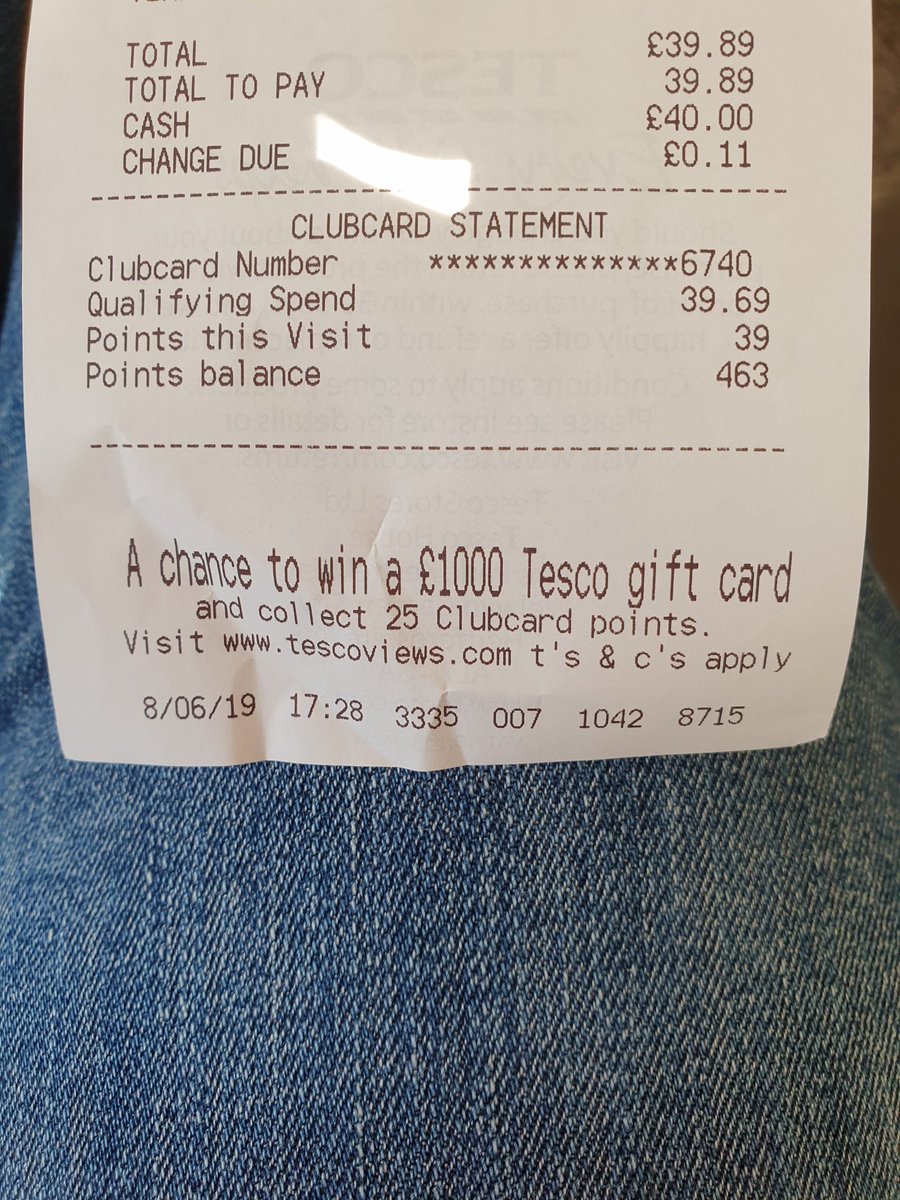 TOTAL £39.89
TOTAL TO PAY 39.89
CASH £40.00
CHANGE DUE £0.11
CLUBCARD STATEMENT
Clubcard Number **************6740
Qualifying Spend 39.69
Points this Visit 39
Points balance 463
A chance to win a £1000 Tesco gift card
and collect 25 Clubcard points.
Visit www.tescoviews.com t's & c's apply
8/06/19 17:28 3335 007 1042 8715